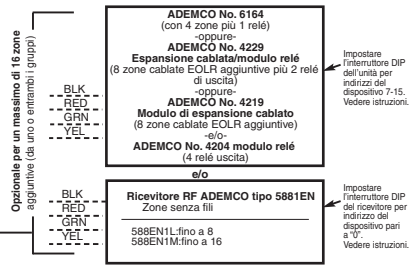 Opzionale per un massimo di 16 zone
aggiuntive (da uno o entrambi i gruppi)
BLK
RED
GRN
YEL
ADEMCO No. 6164
(con 4 zone più 1 relé)
-oppure-
ADEMCO No. 4229
Espansione cablata/modulo relé
(8 zone cablate EOLR aggiuntive più 2 relé
di uscita)
-oppure-
ADEMCO No. 4219
Modulo di espansione cablato
(8 zone cablate EOLR aggiuntive)
-e/o-
ADEMCO No. 4204 modulo relé
(4 relé uscita)
Impostare
l'interruttore DIP
dell'unità per
indirizzi del
dispositivo 7-15.
Vedere istruzioni.
e/o
BLK
RED
GRN
YEL
Ricevitore RF ADEMCO tipo 5881EN
Zone senza fili
588EN1L:fino a 8
588EN1M:fino a 16
Impostare
l'interruttore DIP
del ricevitore per
indirizzo del
dispositivo pari
a "0".
Vedere istruzioni.